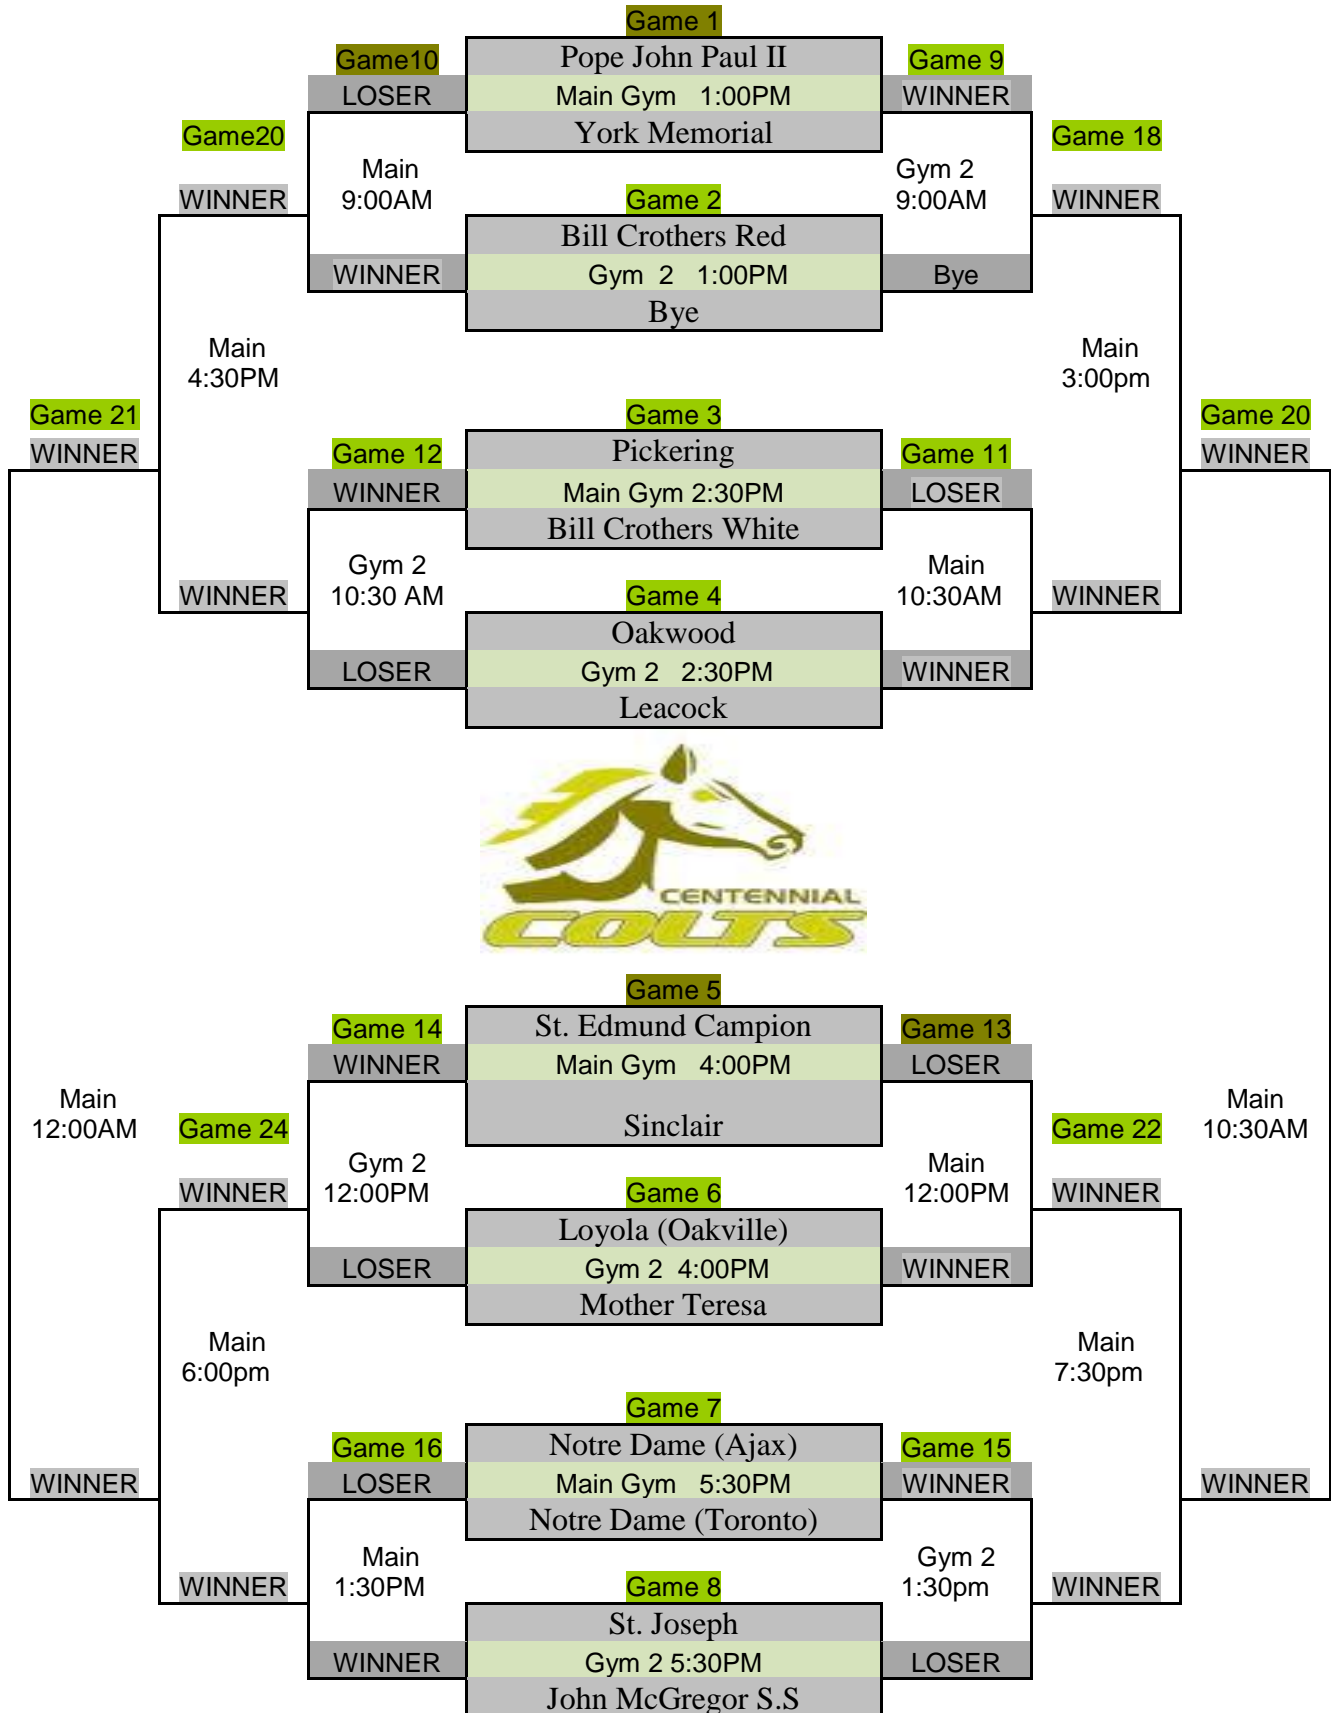 Game 1
Game10 Pope John Paul II Game 9
LOSER Main Gym 1:00PM WINNER
Game20 York Memorial Game 18
Main Gym 2
WINNER 9:00AM Game 2 9:00AM WINNER
Bill Crothers Red
WINNER Gym 2 1:00PM Bye
Bye
Main Main
4:30PM 3:00pm
Game 21 Game 3 Game 20
WINNER Game 12 Pickering Game 11 WINNER
WINNER Main Gym 2:30PM LOSER
Bill Crothers White
Gym 2 Main
WINNER 10:30 AM Game 4 10:30AM WINNER
Oakwood
LOSER Gym 2 2:30PM WINNER
Leacock
CENTENNIAL
COLTS
Game 5
Game 14 St. Edmund Campion Game 13
WINNER Main Gym 4:00PM LOSER
Main Main
12:00AM Game 24 Sinclair Game 22 10:30AM
Gym 2 Main
WINNER 12:00PM Game 6 12:00PM WINNER
Loyola (Oakville)
LOSER Gym 2 4:00PM WINNER
Mother Teresa
Main Main
6:00pm 7:30pm
Game 7
Game 16 Notre Dame (Ajax) Game 15
WINNER LOSER Main Gym 5:30PM WINNER WINNER
Notre Dame (Toronto)
Main Gym 2
WINNER 1:30PM Game 8 1:30pm WINNER
St. Joseph
WINNER Gym 2 5:30PM LOSER
John McGregor S.S